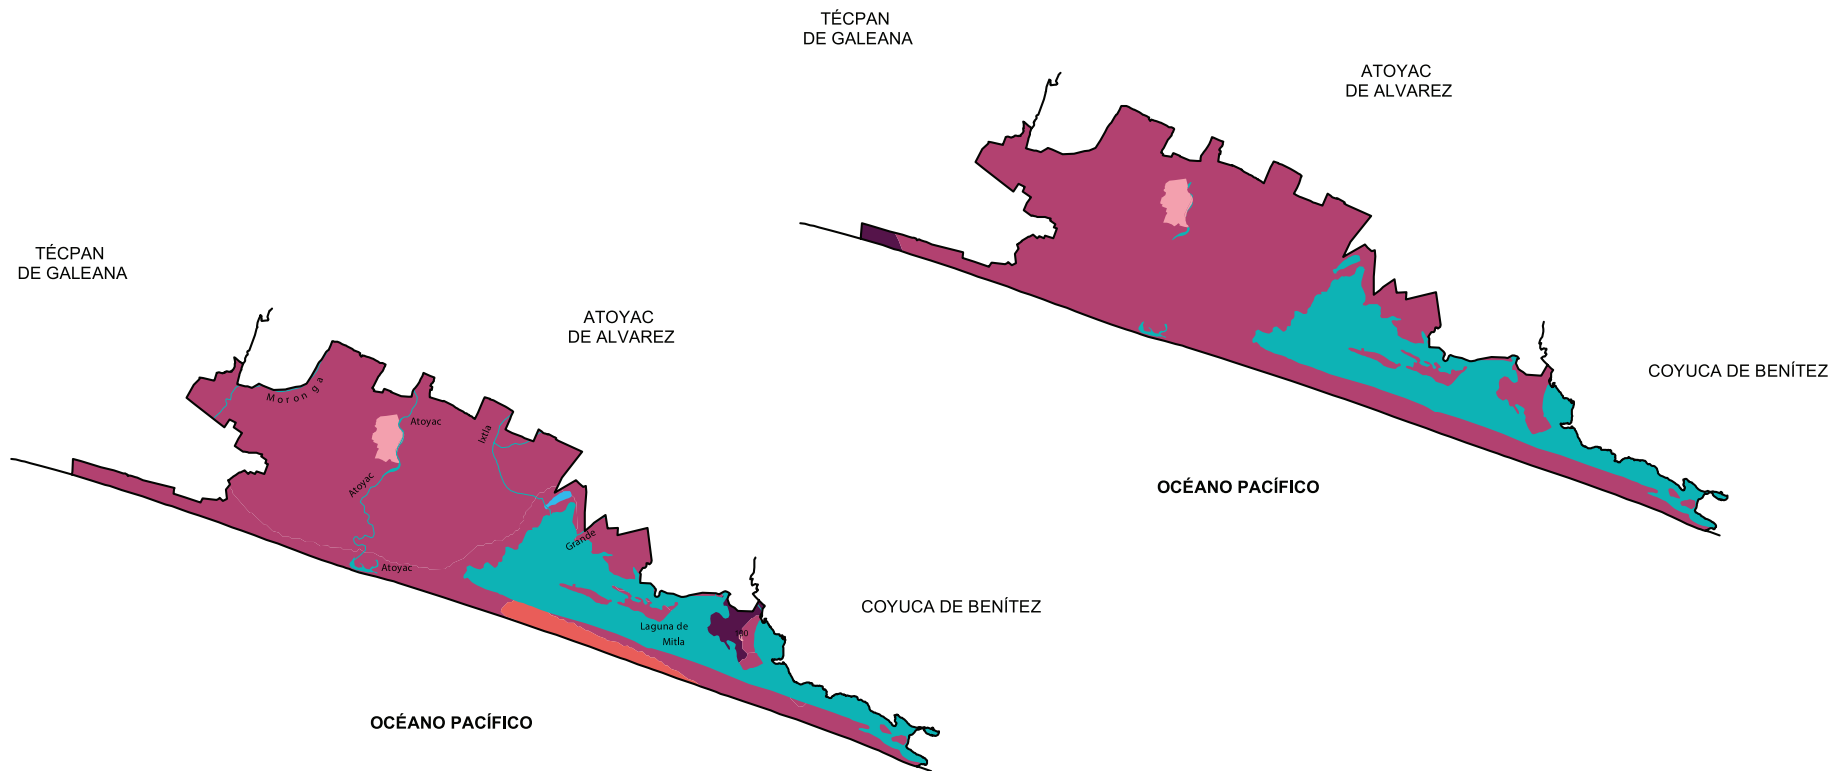 TÉCPAN
DE GALEANA
ATOYAC
DE ALVAREZ
COYUCA DE BENÍTEZ
OCÉANO PACÍFICO
TÉCPAN
DE GALEANA
ATOYAC
DE ALVAREZ
Moronga
Atoyac
Ixtla
Atoyac
Grande
Atoyac
COYUCA DE BENÍTEZ
Laguna de
Mitla
100
OCÉANO PACÍFICO